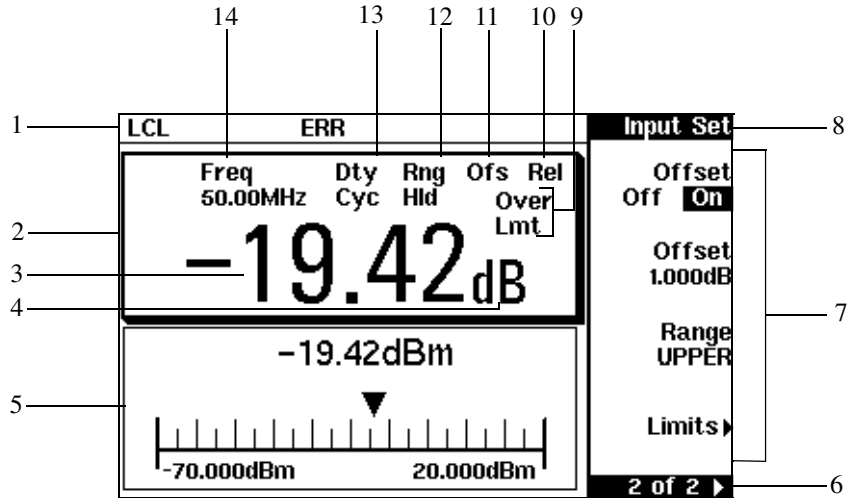 14 13 12 11 10 9
1 LCL ERR Input Set 8
Freq Dty Rng Ofs Rel Offset
50.00MHz Cyc Hld Over Off On
Lmt
2
3 -19.42dB Offset
1.000dB
4
7
-19.42dBm Range
UPPER
5
Limits
-70.000dBm 20.000dBm
2 of 2 6